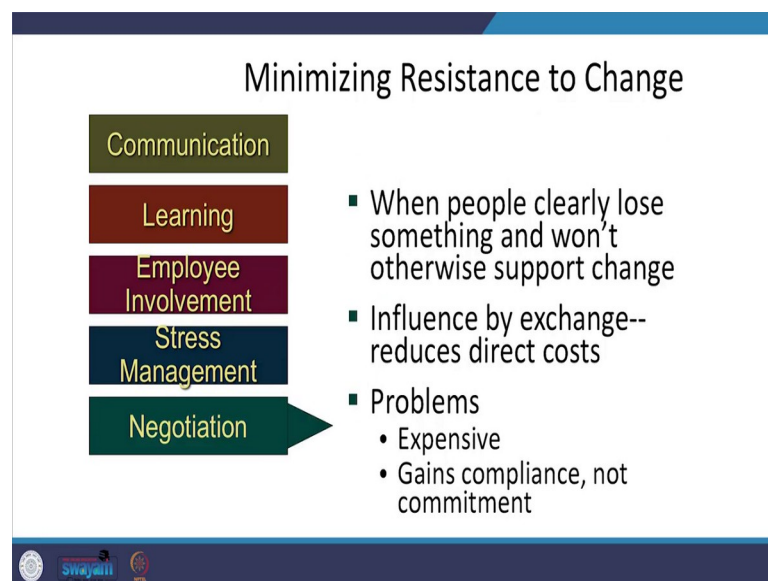 Minimizing Resistance to Change
Communication
Learning
Employee
Involvement
Stress
Management
Negotiation
▪ When people clearly lose
something and won't
otherwise support change
▪ Influence by exchange--
reduces direct costs
▪ Problems
• Expensive
• Gains compliance, not
commitment
swayam